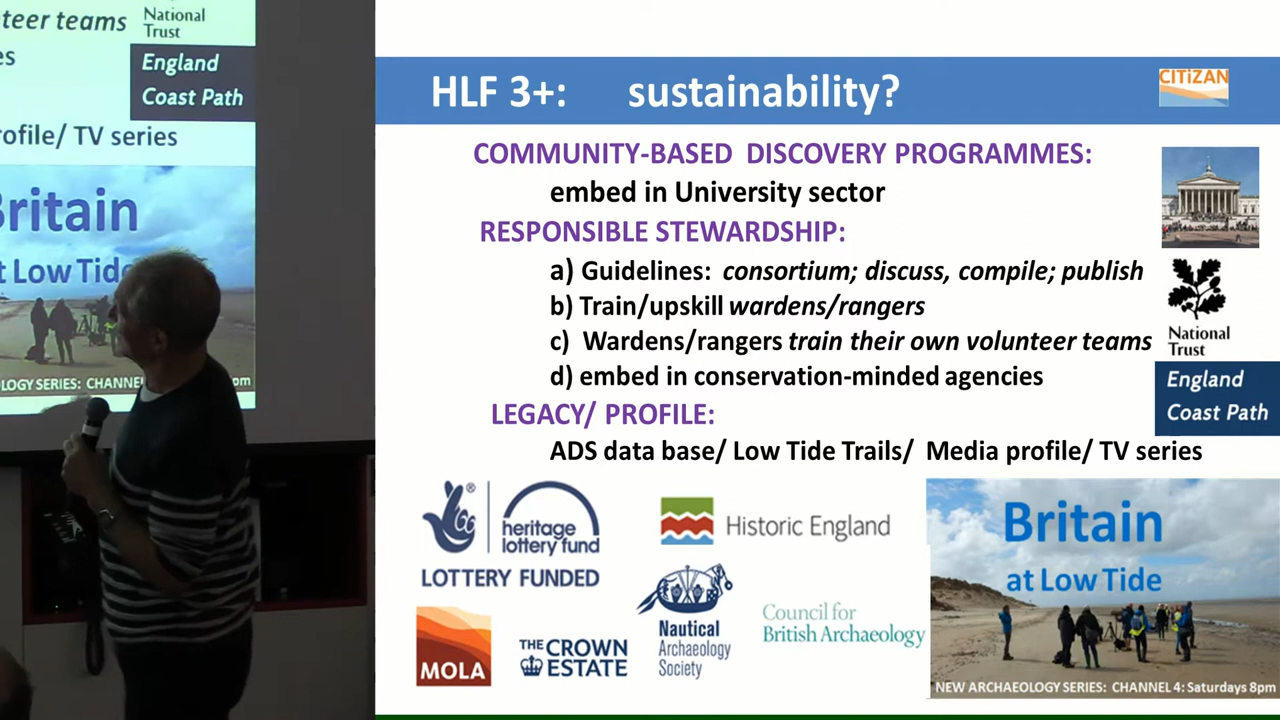 teer teams
National
Trust
es
England
Coast Path
rofile/ TV series
Britain
t Low Tide
LOGY SERIES: CHANNEL
pm
HLF 3+: sustainability?
CITiZAN
COMMUNITY-BASED DISCOVERY PROGRAMMES:
embed in University sector
RESPONSIBLE STEWARDSHIP:
a) Guidelines: consortium; discuss, compile; publish
b) Train/upskill wardens/rangers
c) Wardens/rangers train their own volunteer teams
d) embed in conservation-minded agencies
National
Trust
England
Coast Path
LEGACY/ PROFILE:
ADS data base/ Low Tide Trails/ Media profile/ TV series
heritage
lottery fund
LOTTERY FUNDED
Historic England
MOLA
THE CROWN
ESTATE
Nautical
Archaeology
Society
Council for
British Archaeology
Britain
at Low Tide
NEW ARCHAEOLOGY SERIES: CHANNEL 4: Saturdays 8pm